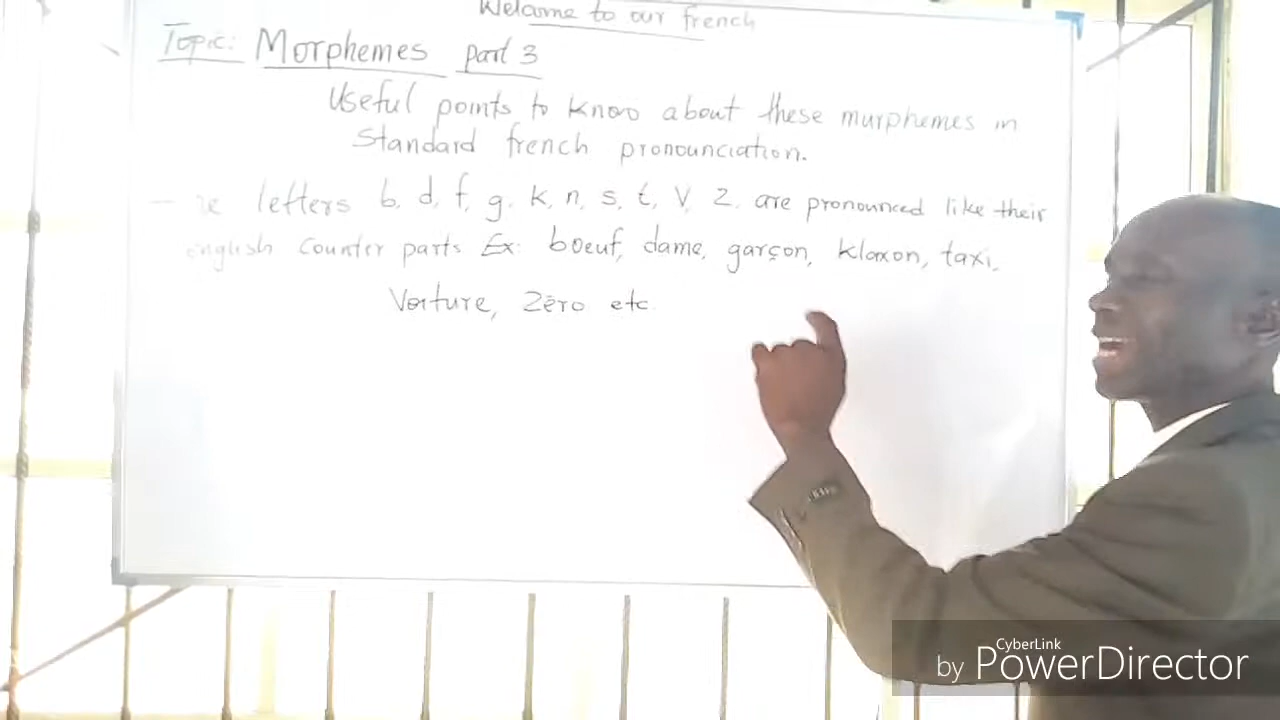 Welcome to our french
Topic: Morphemes part 3
Useful points to know about these murphemes in
Standard french pronounciation.
letters b, d, f, g, k, n, s, t, V, Z, are pronounced like their
english counter parts Ex: boeuf, dame, garçon, klaxon, taxi,
Voiture, Zēro etc.
CyberLink
by PowerDirector